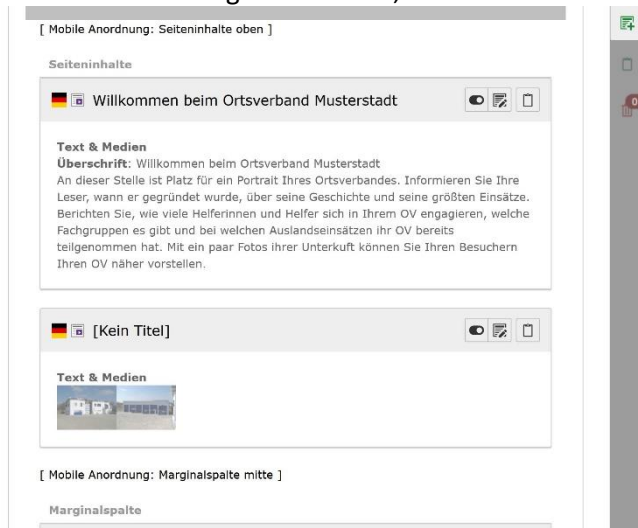 [ Mobile Anordnung: Seiteninhalte oben ]
Seiteninhalte
Willkommen beim Ortsverband Musterstadt
Text & Medien
Überschrift: Willkommen beim Ortsverband Musterstadt
An dieser Stelle ist Platz für ein Portrait Ihres Ortsverbandes. Informieren Sie Ihre
Leser, wann er gegründet wurde, über seine Geschichte und seine größten Einsätze.
Berichten Sie, wie viele Helferinnen und Helfer sich in Ihrem OV engagieren, welche
Fachgruppen es gibt und bei welchen Auslandseinsätzen ihr OV bereits
teilgenommen hat. Mit ein paar Fotos ihrer Unterkuft können Sie Ihren Besuchern
Ihren OV näher vorstellen.
[Kein Titel]
Text & Medien
[ Mobile Anordnung: Marginalspalte mitte ]
Marginalspalte
0